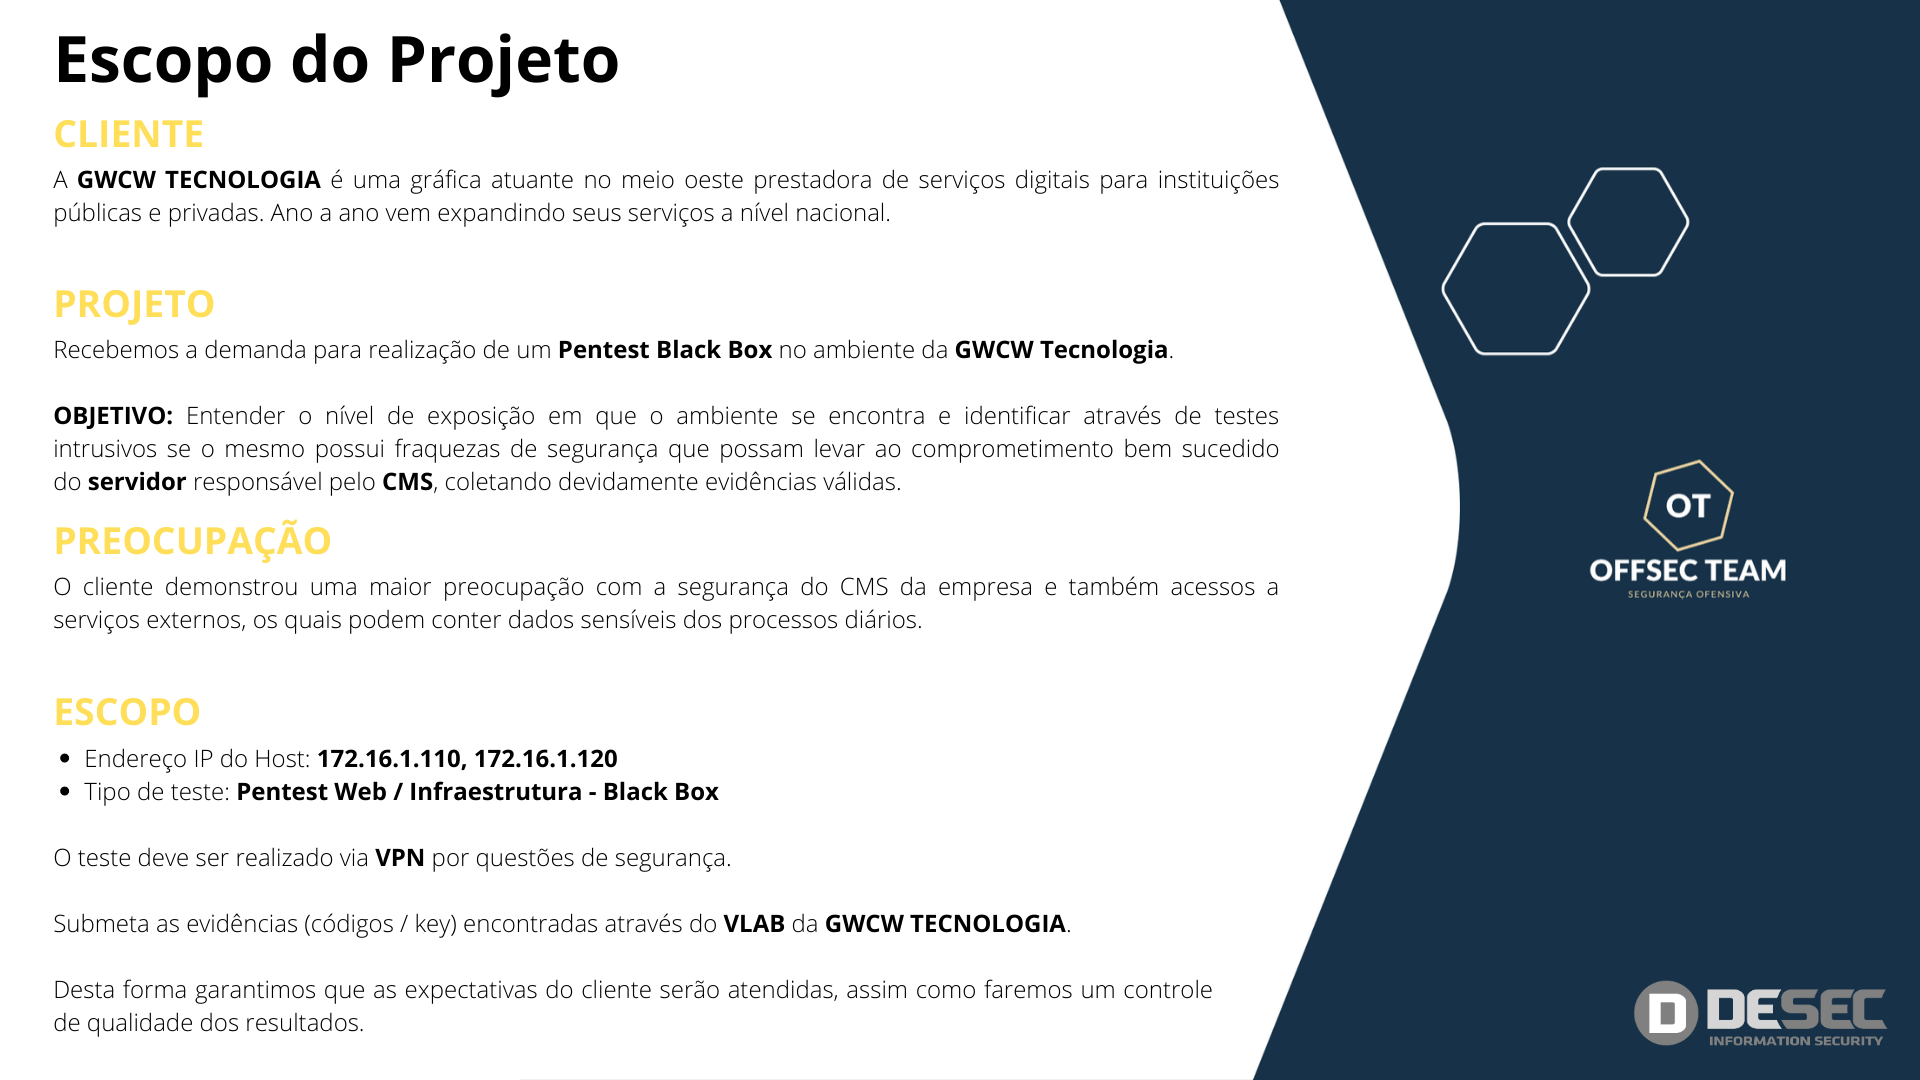 Escopo do Projeto
CLIENTE
A GWCW TECNOLOGIA é uma gráfica atuante no meio oeste prestadora de serviços digitais para instituições
públicas e privadas. Ano a ano vem expandindo seus serviços a nível nacional.
PROJETO
Recebemos a demanda para realização de um Pentest Black Box no ambiente da GWCW Tecnologia.
OBJETIVO: Entender o nível de exposição em que o ambiente se encontra e identificar através de testes
intrusivos se o mesmo possui fraquezas de segurança que possam levar ao comprometimento bem sucedido
do servidor responsável pelo CMS, coletando devidamente evidências válidas.
PREOCUPAÇÃO
O cliente demonstrou uma maior preocupação com a segurança do CMS da empresa e também acessos a
serviços externos, os quais podem conter dados sensíveis dos processos diários.
ESCOPO
• Endereço IP do Host: 172.16.1.110, 172.16.1.120
• Tipo de teste: Pentest Web / Infraestrutura - Black Box
O teste deve ser realizado via VPN por questões de segurança.
Submeta as evidências (códigos / key) encontradas através do VLAB da GWCW TECNOLOGIA.
Desta forma garantimos que as expectativas do cliente serão atendidas, assim como faremos um controle
de qualidade dos resultados.
OT
OFFSEC TEAM
SEGURANÇA OFENSIVA
D DESEC
INFORMATION SECURITY